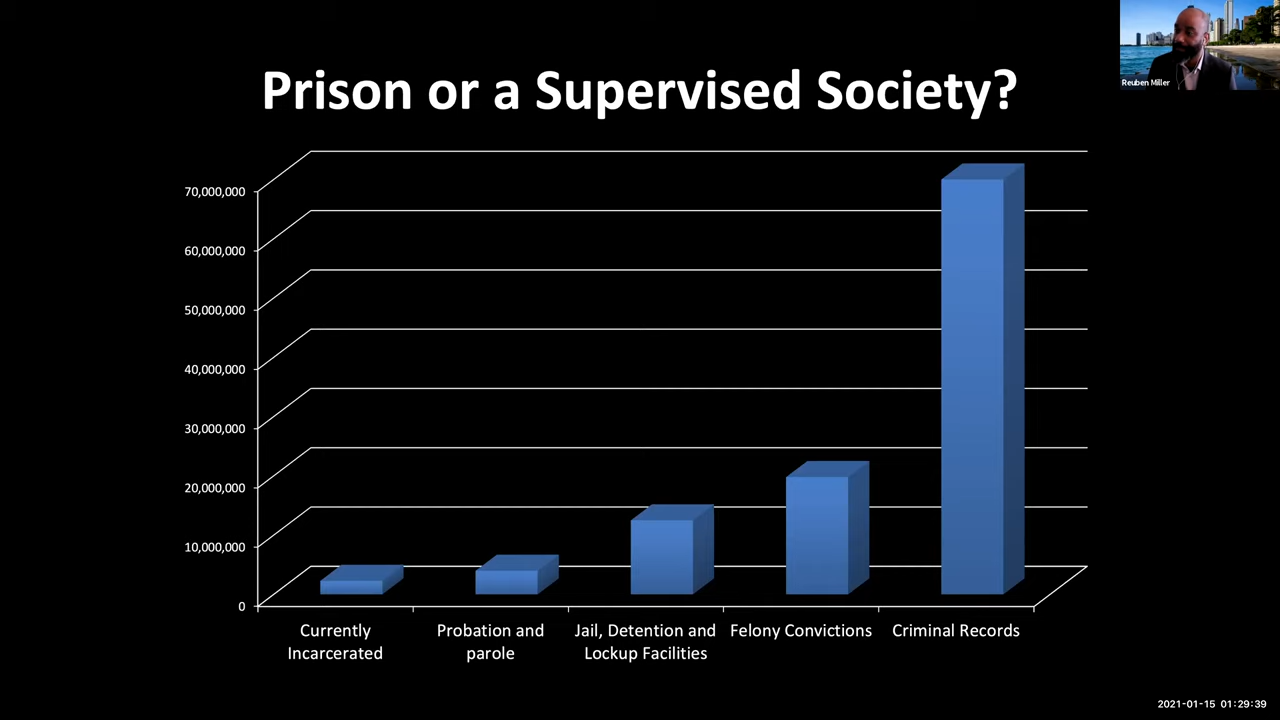 Prison or a Supervised Society?
Reuben Miller
70,000,000
60,000,000
50,000,000
40,000,000
30,000,000
20,000,000
10,000,000
0
Currently
Incarcerated
Probation and
parole
Jail, Detention and
Lockup Facilities
Felony Convictions
Criminal Records
2021-01-15 01:29:39